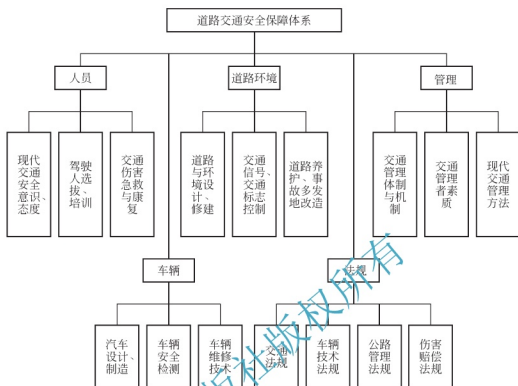 道路交通安全保障体系
人员
道路环境
管理
现代
交通
安全
意识、
态度
驾驶
人选
拔、
培训
交通
伤害
急救
与康
复
道路
与环
境设
计、
修建
交通
信号、
交通
标志
控制
道路养
护、事
故多发
地改造
交通
管理
体制
与机
制
交通
管理
者素
质
现代
交通
管理
方法
车辆
法规
汽车
设计、
制造
车辆
安全
检测
车辆
维修
技术
交通
法规
车辆
技术
法规
公路
管理
法规
伤害
赔偿
法规
版社版权所有